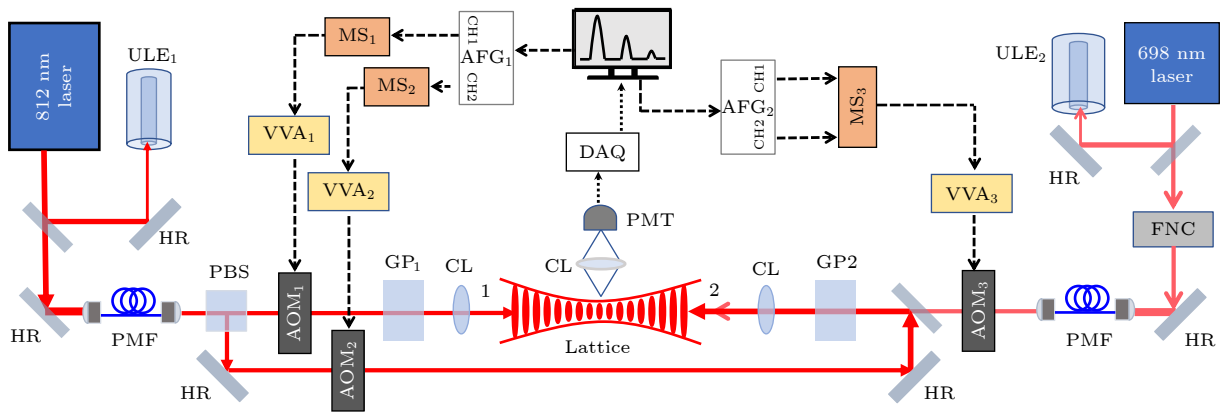 812 nm
laser
ULE₁
HR
HR
PMF
PBS
HR
MS₁
MS₂
VVA₁
VVA₂
AOM₁
AOM₂
CH1
AFG₁
CH2
GP₁
CL
1
Lattice
2
CL
PMT
DAQ
CH1
AFG₂
CH2
MS₃
VVA₃
AOM₃
CL
GP2
HR
PMF
HR
FNC
HR
ULE₂
698 nm
laser